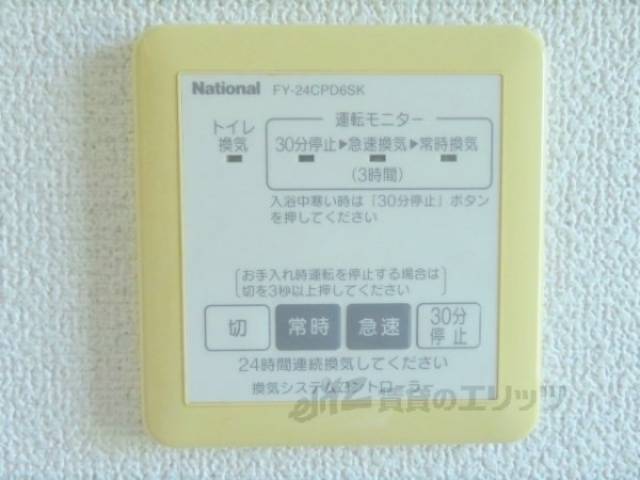 National FY-24CPD6SK
トイレ
換気
運転モニター
30分停止▶急速換気▶常時換気
(3時間)
入浴中寒い時は「30分停止」ボタン
を押してください
お手入れ時運転を停止する場合は
切を3秒以上押してください
切 常時 急速 30分
停止
24時間連続換気してください
換気システムコントローラー
賃貸のエリッツ